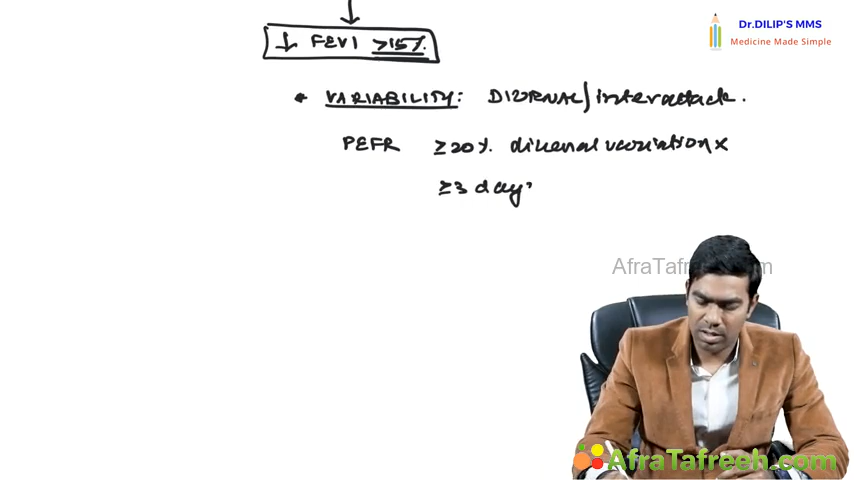 Dr.DILIP'S MMS
Medicine Made Simple
↓ FEV1 >15%.
* VARIABILITY: DIURNAL/interattack.
PEFR ≥20%. diurnal variation x
≥3 days
AfraTafreeh.com
AfraTafreeh.com